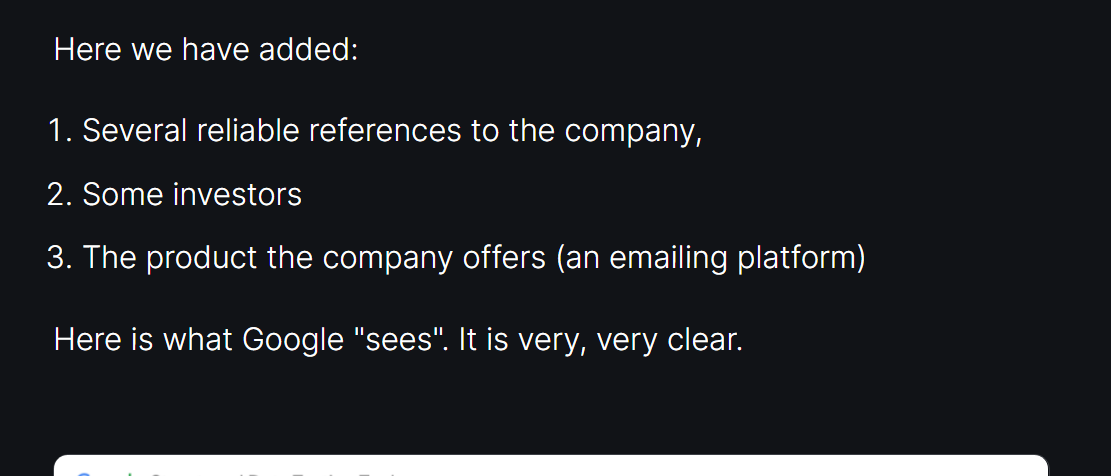 Here we have added:
1. Several reliable references to the company,
2. Some investors
3. The product the company offers (an emailing platform)
Here is what Google "sees". It is very, very clear.